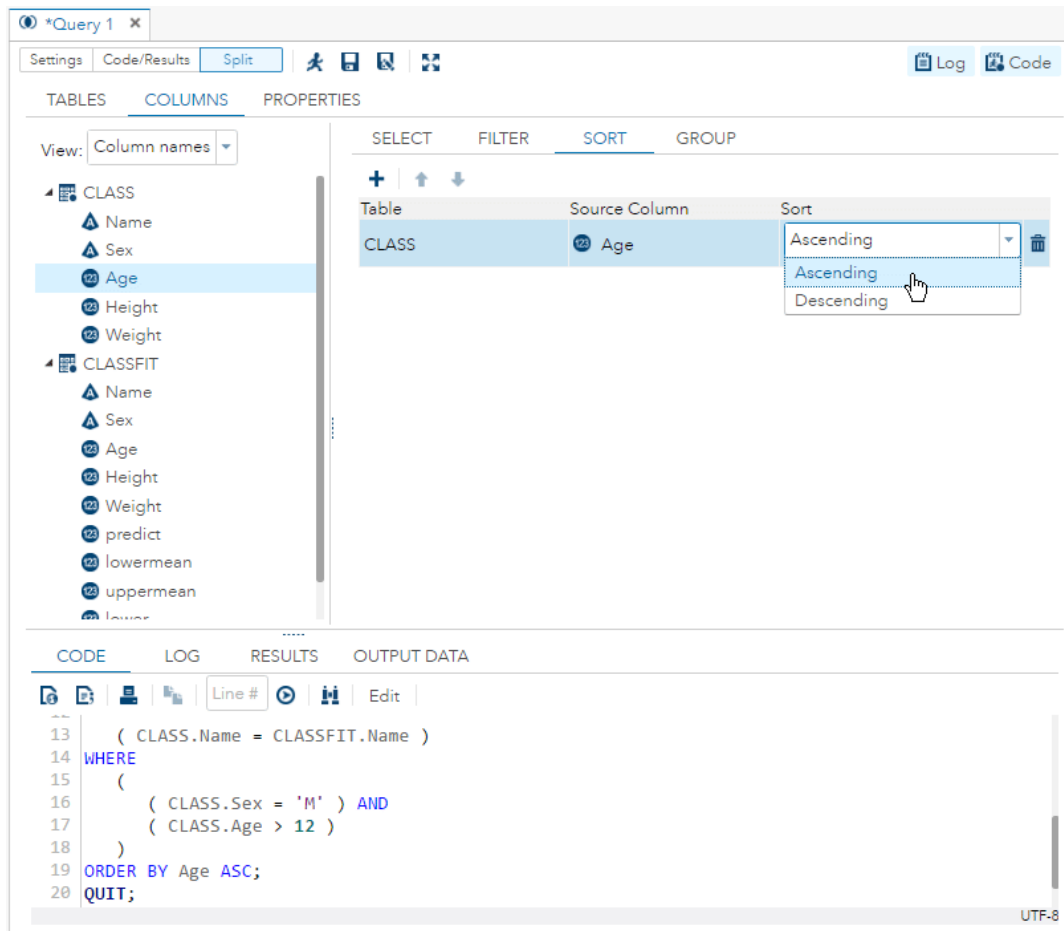 *Query 1 ×
Settings Code/Results Split Log Code
TABLES COLUMNS PROPERTIES
View: Column names
CLASS
Name
Sex
Age
Height
Weight
CLASSFIT
Name
Sex
Age
Height
Weight
predict
lowermean
uppermean
lower
SELECT FILTER SORT GROUP
Table Source Column Sort
CLASS 123 Age Ascending
Ascending
Descending
CODE LOG RESULTS OUTPUT DATA
Line # Edit
12
13 ( CLASS.Name = CLASSFIT.Name )
14 WHERE
15 (
16 ( CLASS.Sex = 'M' ) AND
17 ( CLASS.Age > 12 )
18 )
19 ORDER BY Age ASC;
20 QUIT;
UTF-8